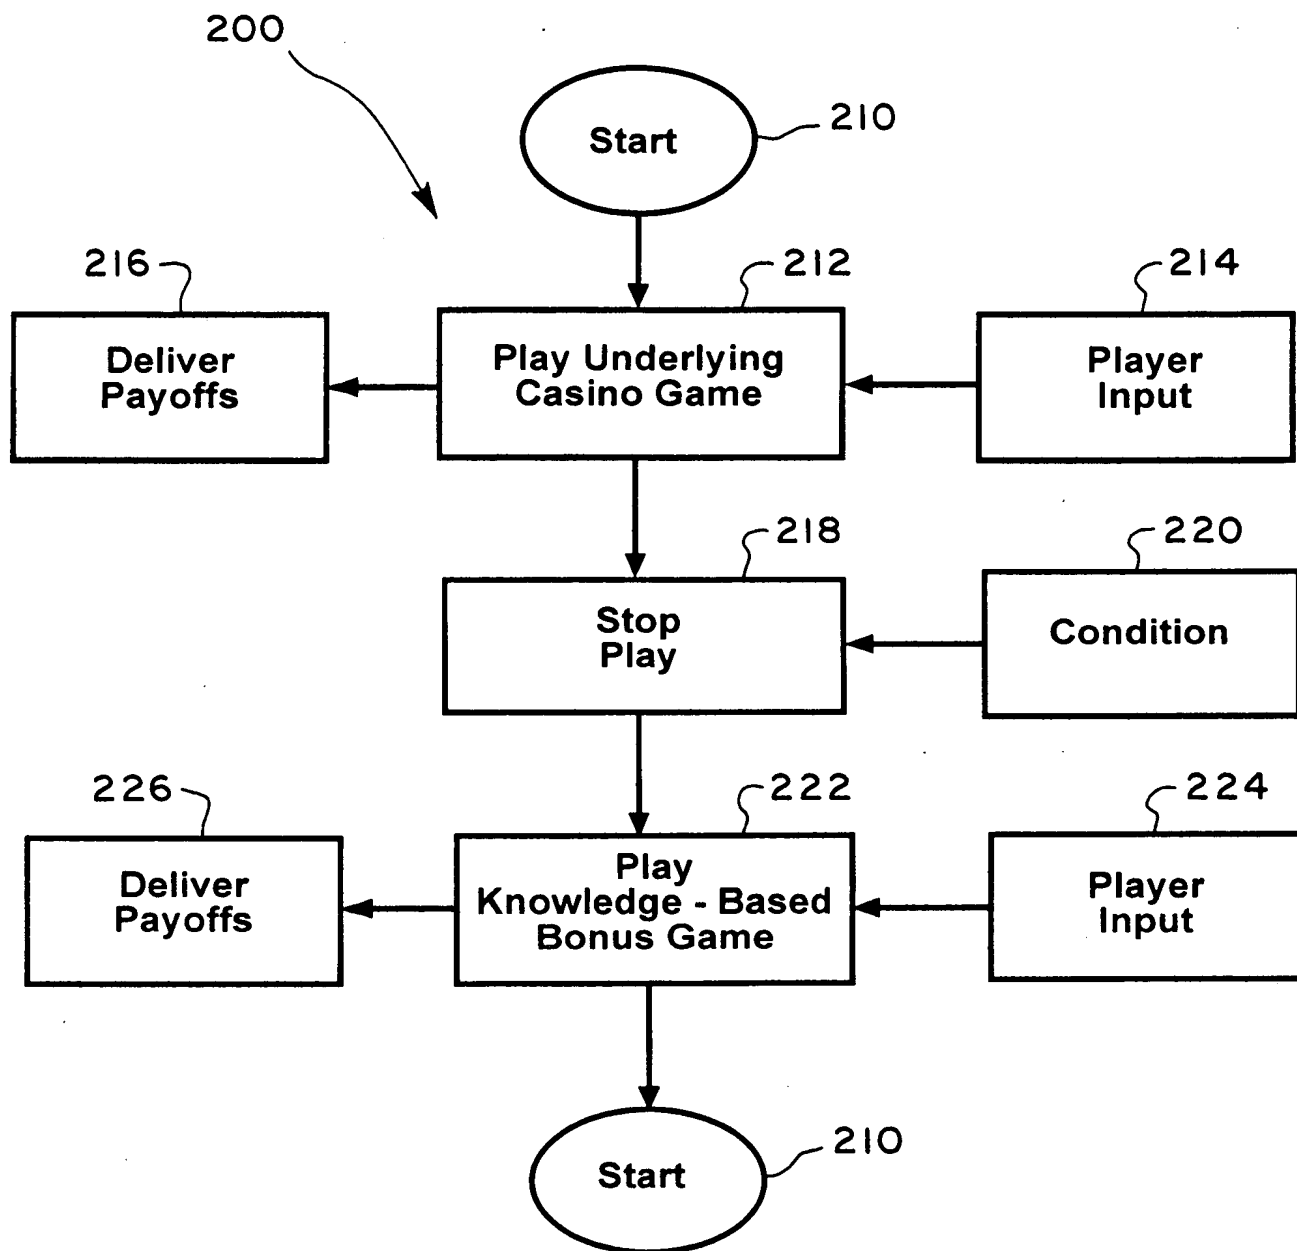 200
Start
210
216
212
214
Deliver
Payoffs
Play Underlying
Casino Game
Player
Input
218
220
Stop
Play
Condition
226
222
224
Deliver
Payoffs
Play
Knowledge - Based
Bonus Game
Player
Input
210
Start